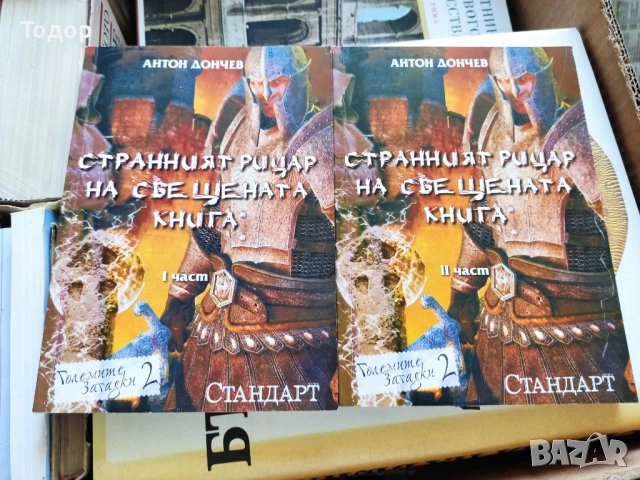 Тодор
АНТОН ДОНЧЕВ
СТРАННИЯТ РИЦАР
НА СВЕЩЕНАТА
КНИГА
I част
Големите
загадки 2
СТАНДАРТ
АНТОН ДОНЧЕВ
СТРАННИЯТ РИЦАР
НА СВЕЩЕНАТА
КНИГА
II част
Големите
загадки 2
СТАНДАРТ
БТ
BAZAR